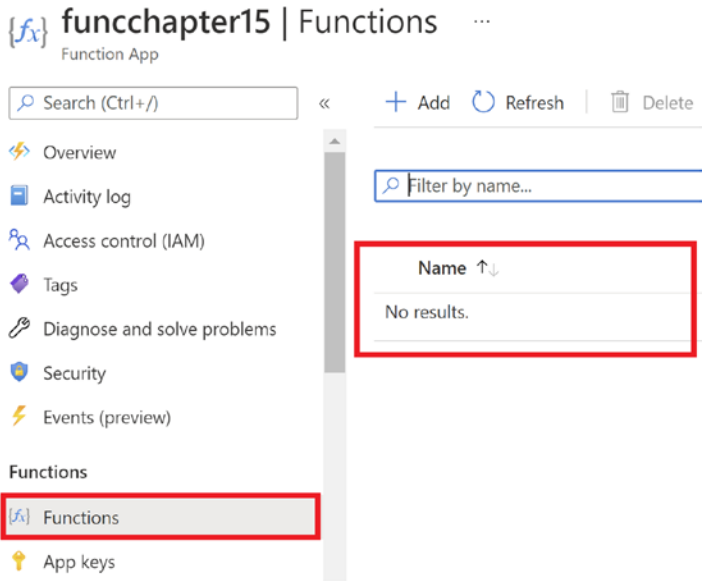 {fx} funcchapter15 | Functions ...
Function App
Search (Ctrl+/) «
Overview
Activity log
Access control (IAM)
Tags
Diagnose and solve problems
Security
Events (preview)
Functions
{fx} Functions
App keys
+ Add Refresh Delete
Filter by name...
Name ↑↓
No results.